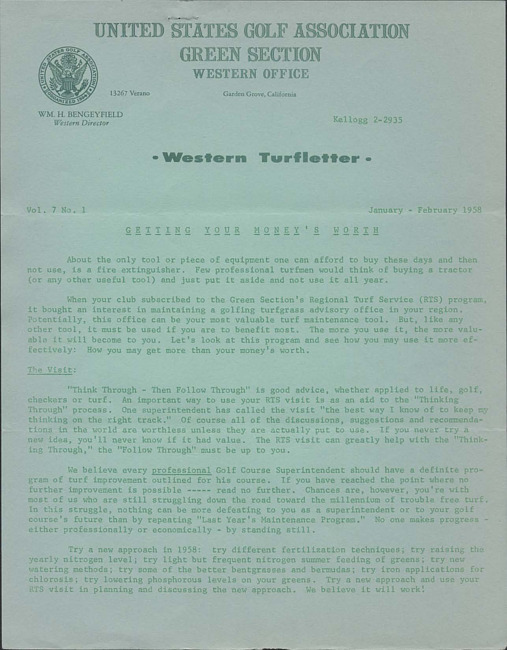 UNITED STATES GOLF ASSOCIATION
GREEN SECTION
WESTERN OFFICE
13267 Verano
Garden Grove, California
WM. H. BENGEYFIELD
Western Director
Kellogg 2-2935
• Western Turfletter •
Vol. 7 No. 1
January - February 1958
GETTING YOUR MONEY'S WORTH
About the only tool or piece of equipment one can afford to buy these days and then
not use, is a fire extinguisher. Few professional turfmen would think of buying a tractor
(or any other useful tool) and just put it aside and not use it all year.
When your club subscribed to the Green Section's Regional Turf Service (RTS) program,
it bought an interest in maintaining a golfing turfgrass advisory office in your region.
Potentially, this office can be your most valuable turf maintenance tool. But, like any
other tool, it must be used if you are to benefit most. The more you use it, the more valu-
able it will become to you. Let's look at this program and see how you may use it more ef-
fectively: How you may get more than your money's worth.
The Visit:
"Think Through - Then Follow Through" is good advice, whether applied to life, golf,
checkers or turf. An important way to use your RTS visit is as an aid to the "Thinking
Through" process. One superintendent has called the visit "the best way I know of to keep my
thinking on the right track." Of course all of the discussions, suggestions and recommenda-
tions in the world are worthless unless they are actually put to use. If you never try a
new idea, you'll never know if it had value. The RTS visit can greatly help with the "Think-
ing Through," the "Follow Through" must be up to you.
We believe every professional Golf Course Superintendent should have a definite pro-
gram of turf improvement outlined for his course. If you have reached the point where no
further improvement is possible ----- read no further. Chances are, however, you're with
most of us who are still struggling down the road toward the millennium of trouble free turf.
In this struggle, nothing can be more defeating to you as a superintendent or to your golf
course's future than by repeating "Last Year's Maintenance Program." No one makes progress -
either professionally or economically - by standing still.
Try a new approach in 1958: try different fertilization techniques; try raising the
yearly nitrogen level; try light but frequent nitrogen summer feeding of greens; try new
watering methods; try some of the better bentgrasses and bermudas; try iron applications for
chlorosis; try lowering phosphorous levels on your greens. Try a new approach and use your
RTS visit in planning and discussing the new approach. We believe it will work!